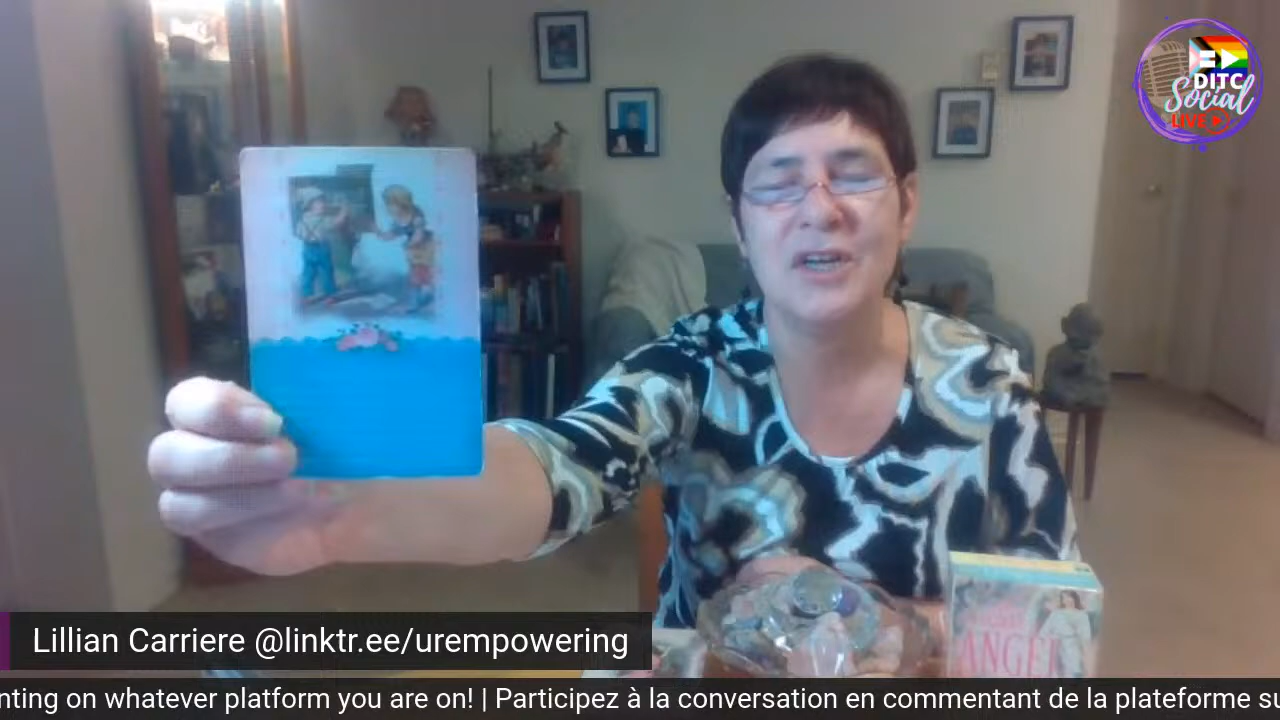 DITC
Social
LIVE
ANGEL
Lillian Carriere @linktr.ee/urempowering
nting on whatever platform you are on! | Participez à la conversation en commentant de la plateforme su